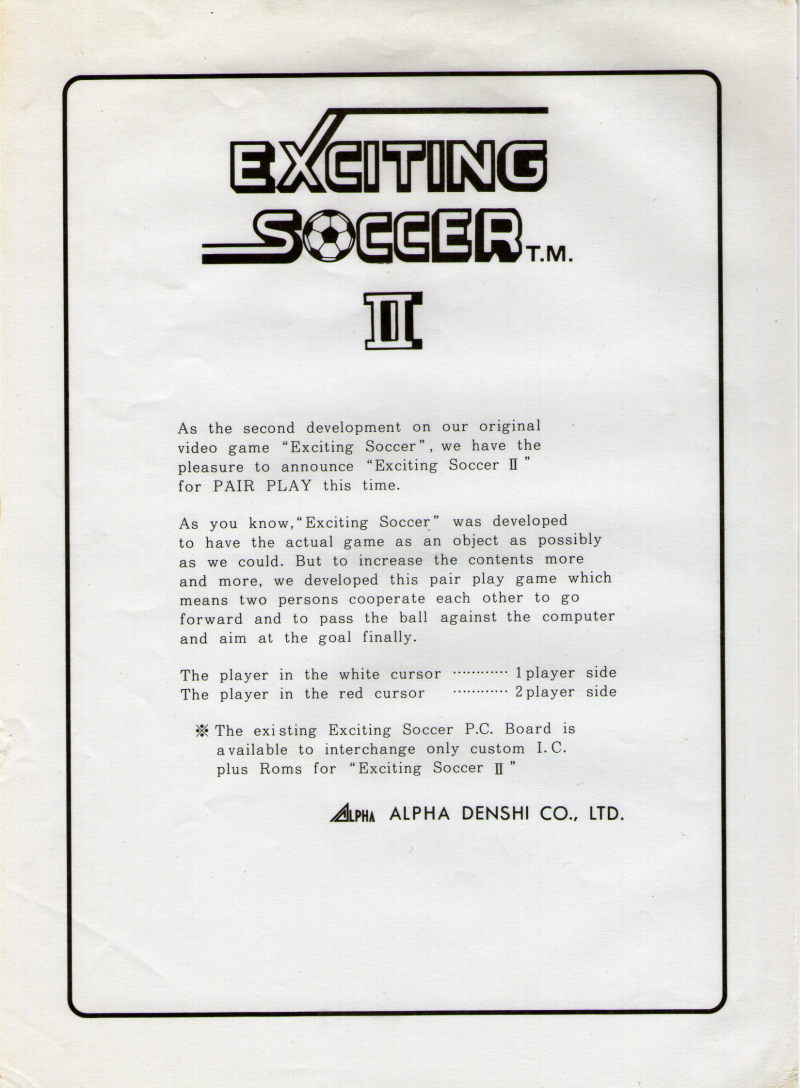 EXCITING
SOCCER T.M.
II
As the second development on our original
video game “Exciting Soccer”, we have the
pleasure to announce “Exciting Soccer II”
for PAIR PLAY this time.
As you know, “Exciting Soccer” was developed
to have the actual game as an object as possibly
as we could. But to increase the contents more
and more, we developed this pair play game which
means two persons cooperate each other to go
forward and to pass the ball against the computer
and aim at the goal finally.
The player in the white cursor ············ 1 player side
The player in the red cursor ············ 2 player side
※ The existing Exciting Soccer P.C. Board is
available to interchange only custom I.C.
plus Roms for “Exciting Soccer II”
ALPHA ALPHA DENSHI CO., LTD.